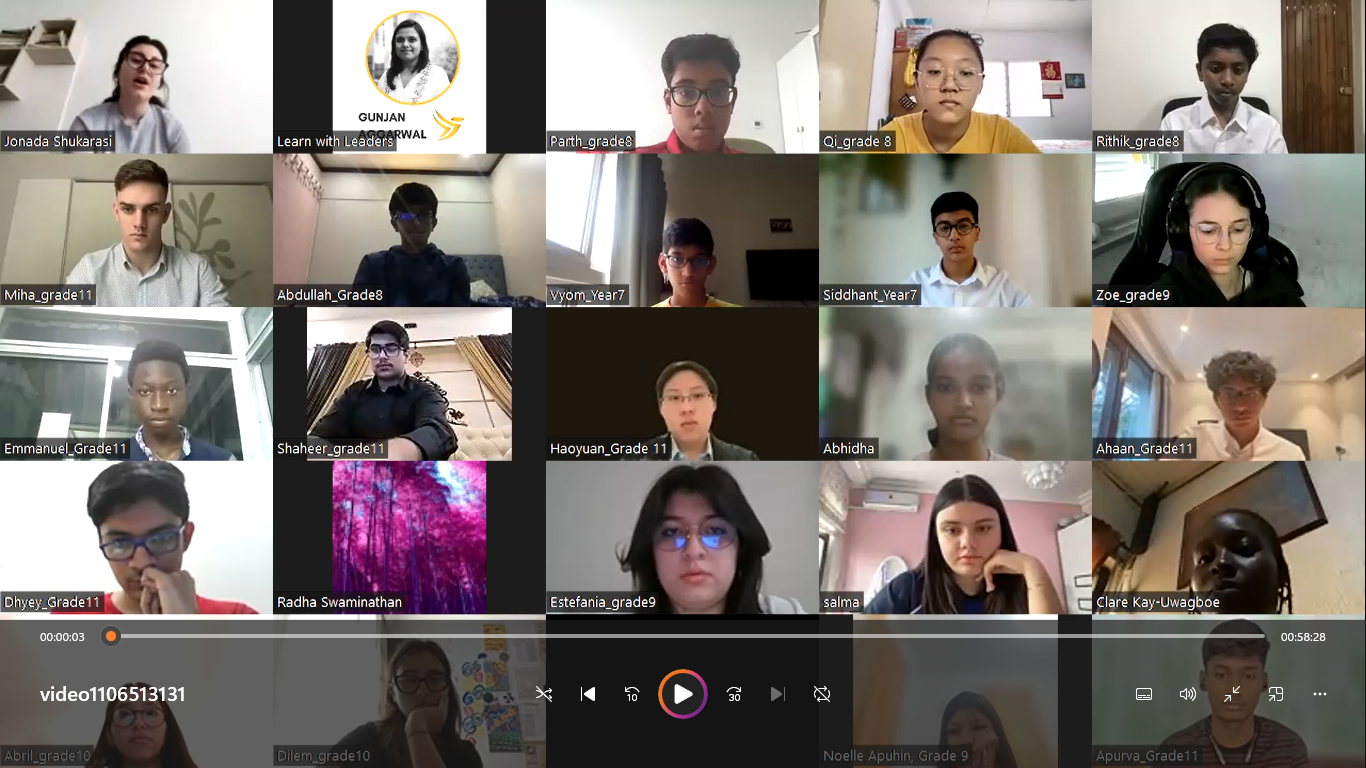 Jonada Shukarasi
GUNJAN
AGGARWAL
Learn with Leaders
Parth_grade8
Qi_grade 8
Rithik_grade8
Miha_grade11
Abdullah_Grade8
Vyom_Year7
Siddhant_Year7
Zoe_grade9
Emmanuel_Grade11
Shaheer_grade11
Haoyuan_Grade 11
Abhidha
Ahaan_Grade11
Dhyey_Grade11
Radha Swaminathan
Estefania_grade9
salma
Clare Kay-Uwagboe
00:00:03
00:58:28
video1106513131
10
30
Abril_grade10
Dilem_grade10
Noelle Apuhin, Grade 9
Apurva_Grade11